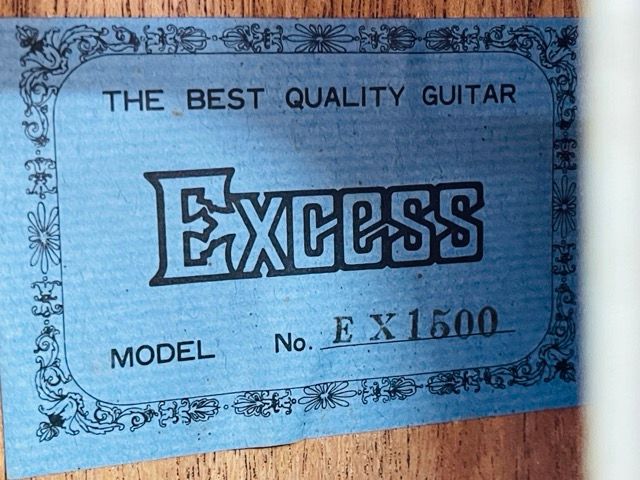 THE BEST QUALITY GUITAR
Excess
MODEL No. EX1500